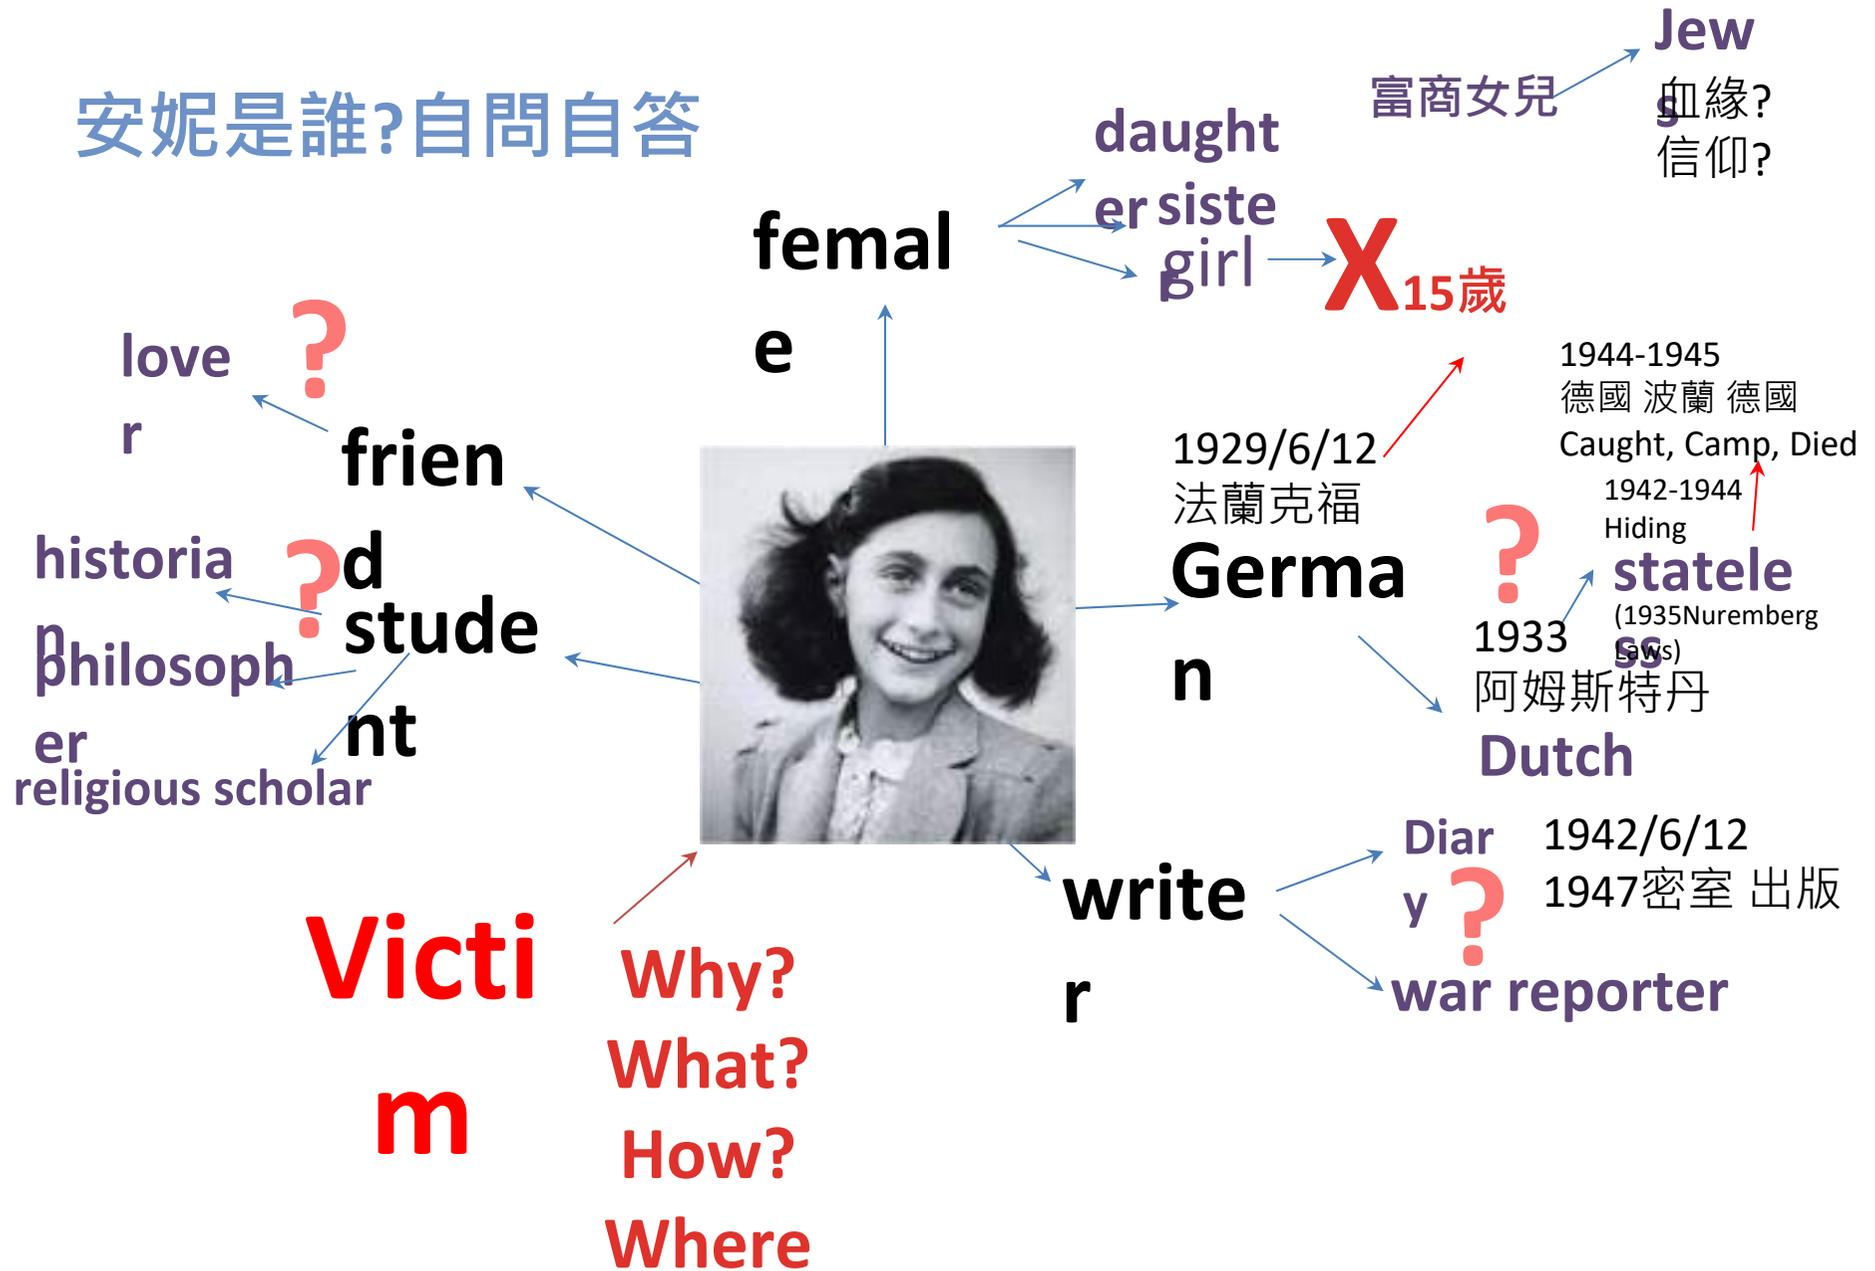 安妮是誰?自問自答
富商女兒
Jew
s
血緣?
信仰?
daught
er
siste
r
girl
X
15歲
femal
e
love
r
?
frien
d
historia
n
?
stude
nt
philosoph
er
religious scholar
1929/6/12
法蘭克福
Germa
n
1944-1945
德國 波蘭 德國
Caught, Camp, Died
1942-1944
Hiding
?
statele
ss
(1935Nuremberg
Laws)
1933
阿姆斯特丹
Dutch
write
r
Diar
y
?
1942/6/12
1947密室 出版
war reporter
Victi
m
Why?
What?
How?
Where